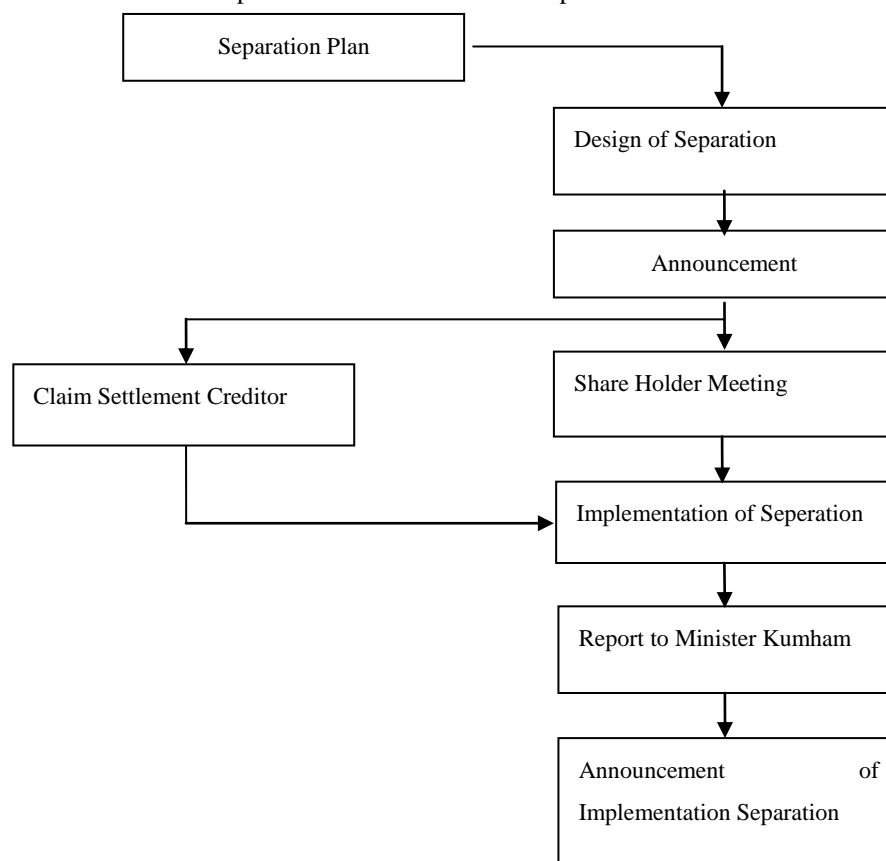 Separation Plan
Design of Separation
Announcement
Claim Settlement Creditor
Share Holder Meeting
Implementation of Seperation
Report to Minister Kumham
Announcement of
Implementation Separation